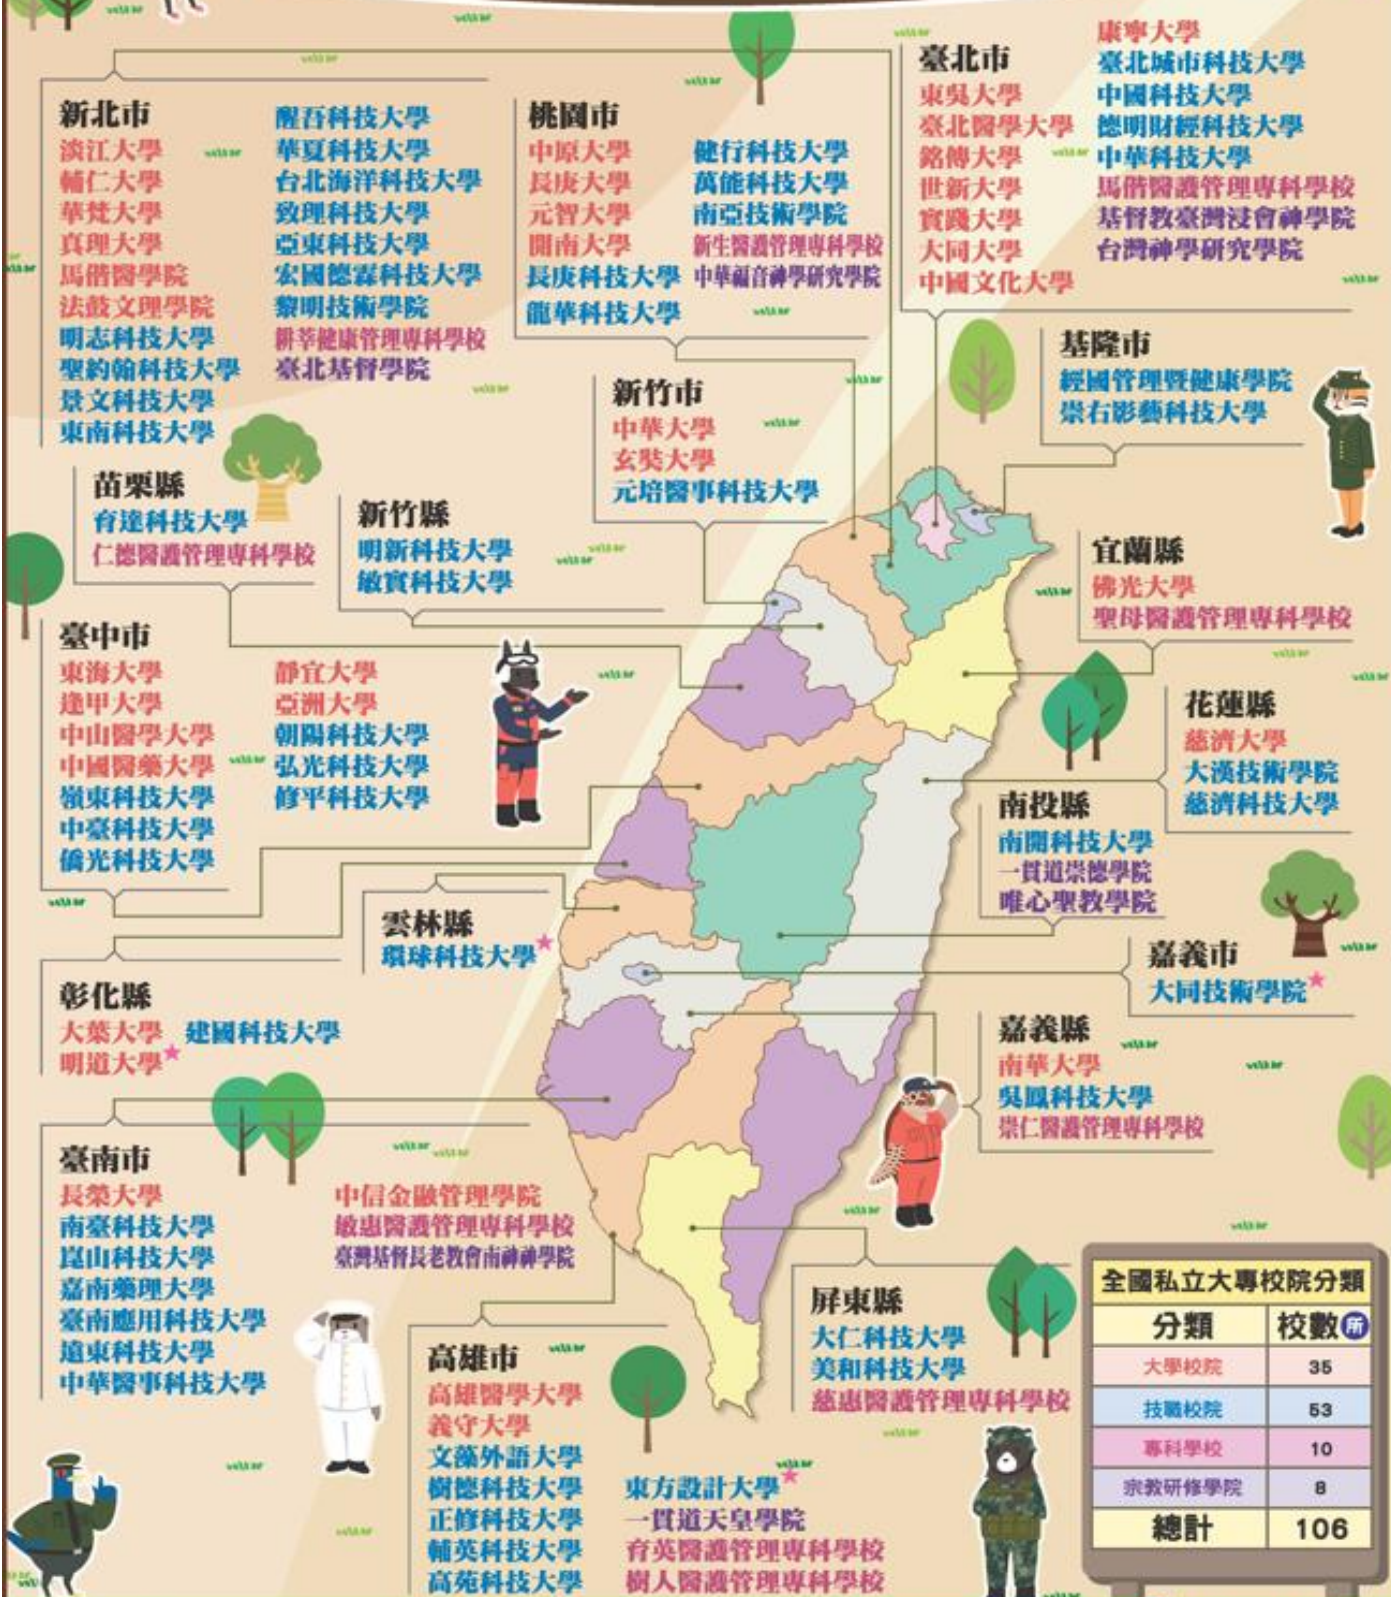 新北市
淡江大學
輔仁大學
華梵大學
真理大學
馬偕醫學院
法鼓文理學院
明志科技大學
聖約翰科技大學
景文科技大學
東南科技大學
醒吾科技大學
華夏科技大學
台北海洋科技大學
致理科技大學
亞東科技大學
宏國德霖科技大學
黎明技術學院
耕莘健康管理專科學校
臺北基督學院
桃園市
中原大學
長庚大學
元智大學
開南大學
長庚科技大學
龍華科技大學
健行科技大學
萬能科技大學
南亞技術學院
新生醫護管理專科學校
中華福音神學研究學院
臺北市
東吳大學
臺北醫學大學
銘傳大學
世新大學
實踐大學
大同大學
中國文化大學
康寧大學
臺北城市科技大學
中國科技大學
德明財經科技大學
中華科技大學
馬偕醫護管理專科學校
基督教臺灣浸會神學院
台灣神學研究學院
基隆市
經國管理暨健康學院
崇右影藝科技大學
新竹市
中華大學
玄奘大學
元培醫事科技大學
苗栗縣
育達科技大學
仁德醫護管理專科學校
新竹縣
明新科技大學
敏實科技大學
宜蘭縣
佛光大學
聖母醫護管理專科學校
臺中市
東海大學
逢甲大學
中山醫學大學
中國醫藥大學
嶺東科技大學
中臺科技大學
僑光科技大學
靜宜大學
亞洲大學
朝陽科技大學
弘光科技大學
修平科技大學
花蓮縣
慈濟大學
大漢技術學院
慈濟科技大學
南投縣
南開科技大學
一貫道崇德學院
唯心聖教學院
雲林縣
環球科技大學★
嘉義市
大同技術學院★
彰化縣
大葉大學 建國科技大學
明道大學★
嘉義縣
南華大學
吳鳳科技大學
崇仁醫護管理專科學校
臺南市
長榮大學
南臺科技大學
崑山科技大學
嘉南藥理大學
臺南應用科技大學
遠東科技大學
中華醫事科技大學
中信金融管理學院
敏惠醫護管理專科學校
臺灣基督長老教會南神神學院
屏東縣
大仁科技大學
美和科技大學
慈惠醫護管理專科學校
高雄市
高雄醫學大學
義守大學
文藻外語大學
樹德科技大學
正修科技大學
輔英科技大學
高苑科技大學
東方設計大學★
一貫道天皇學院
育英醫護管理專科學校
樹人醫護管理專科學校
全國私立大專校院分類
分類 校數 所
大學校院 35
技職校院 53
專科學校 10
宗教研修學院 8
總計 106